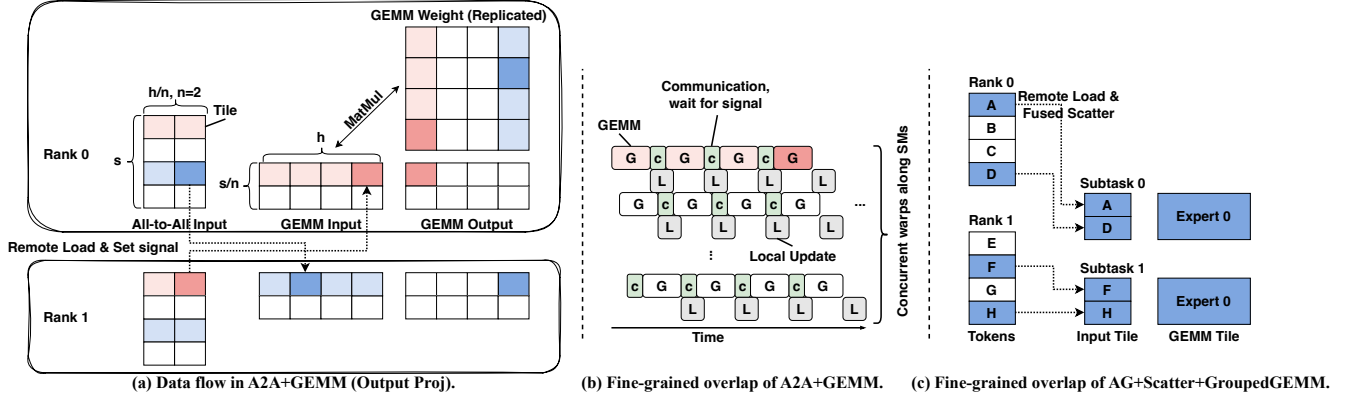 GEMM Weight (Replicated)
h/n, n=2
Tile
MatMul
h
s
Rank 0
s/n
All-to-All Input
GEMM Input
GEMM Output
Remote Load & Set signal
Rank 1
(a) Data flow in A2A+GEMM (Output Proj).
Communication,
wait for signal
GEMM
G c G c G c G
L L L L
G c G c G c G
...
L L L
Local Update
...
c G c G c G c G
L L L L
Time
Concurrent warps along SMs
(b) Fine-grained overlap of A2A+GEMM.
Rank 0
Remote Load &
Fused Scatter
A
B
C
D
Subtask 0
A
D
Expert 0
Rank 1
E
F
G
H
Subtask 1
F
H
Expert 0
Tokens
Input Tile
GEMM Tile
(c) Fine-grained overlap of AG+Scatter+GroupedGEMM.